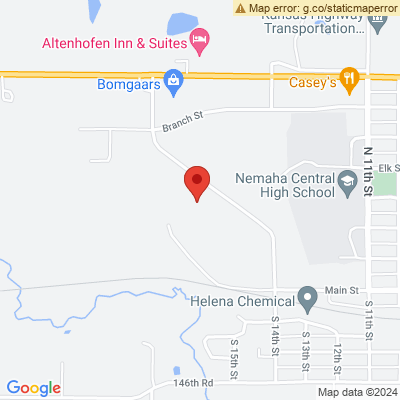 Map error: g.co/staticmaperror
Kansas Highway
Transportation...
Altenhofen Inn & Suites
Bomgaars
Casey's
Branch St
N 11th St
Elk S
Nemaha Central
High School
Main St
Helena Chemical
S 11th St
S 14th St
S 13th St
12th St
S 15th St
146th Rd
Google
Map data ©2024